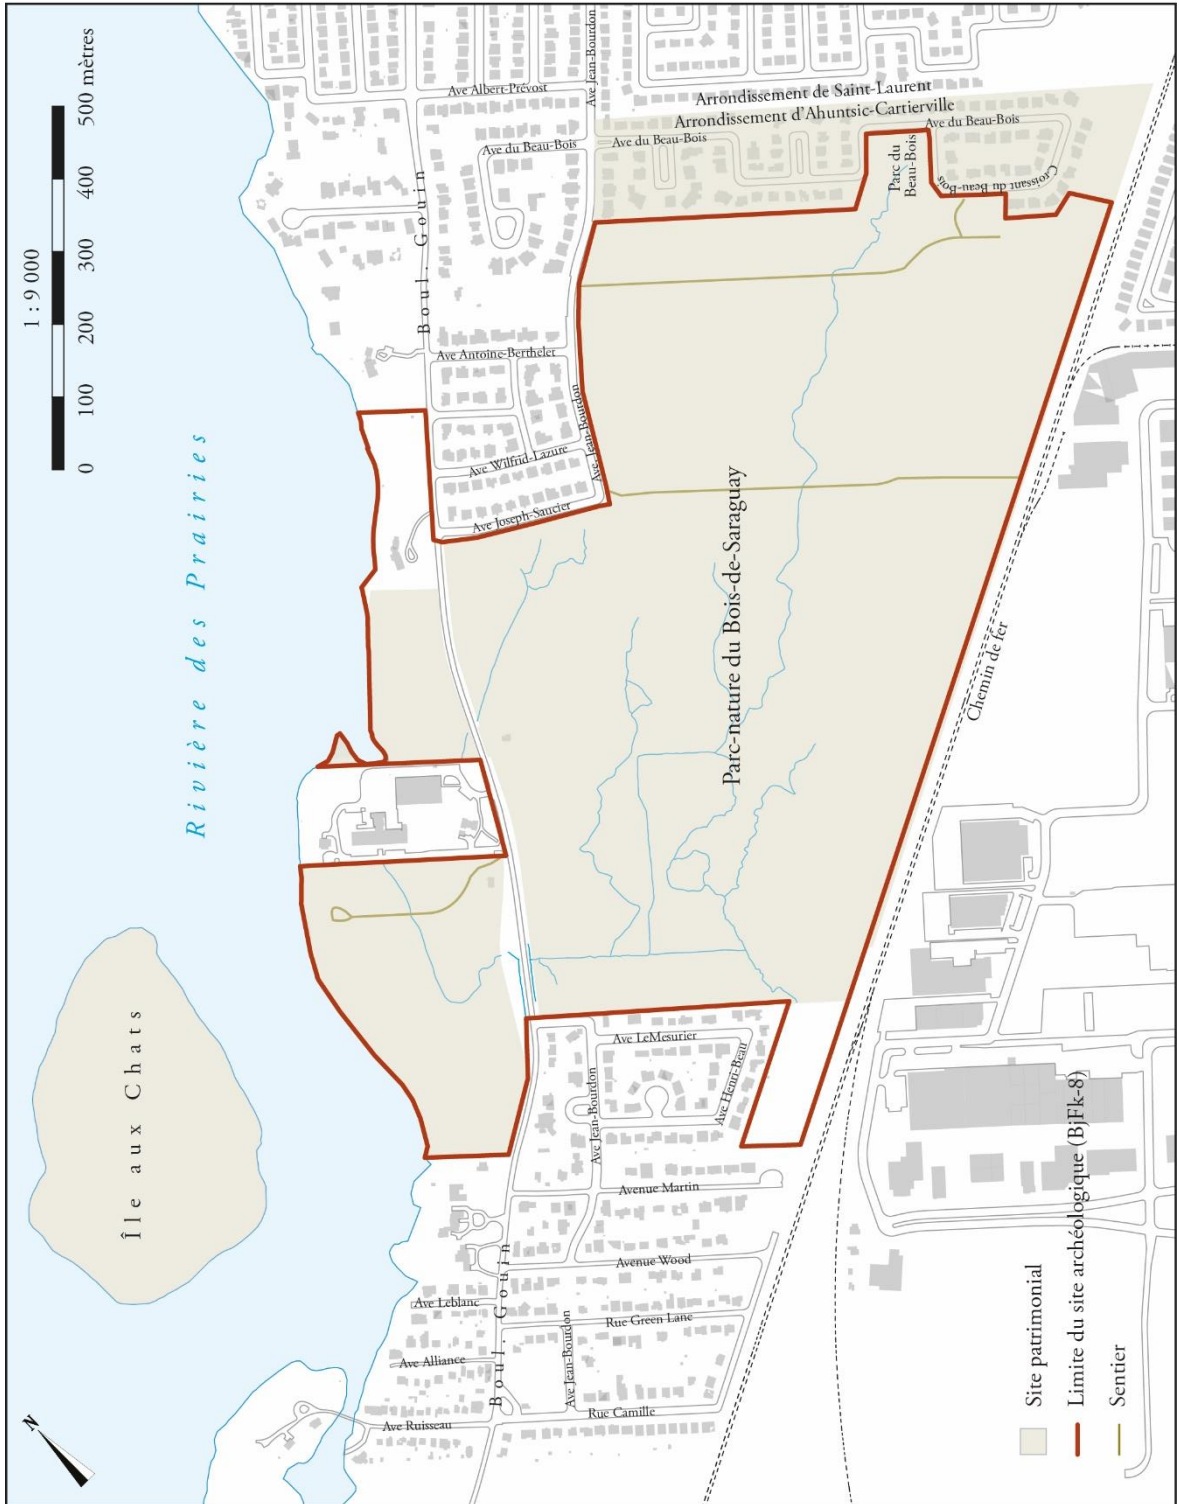 1 : 9 000
0 100 200 300 400 500 mètres
N
Rivière des Prairies
Île aux Chats
Boul. Gouin
Ave Albert-Prévost
Ave Jean-Bourdon
Ave du Beau-Bois
Ave du Beau-Bois
Arrondissement de Saint-Laurent
Arrondissement d'Ahuntsic-Cartierville
Ave du Beau-Bois
Parc du
Beau-Bois
Croissant du Beau-Bois
Ave Antoine-Berthelet
Ave Wilfrid-Lazure
Ave Jean-Bourdon
Ave Joseph-Saucier
Parc-nature du Bois-de-Saraguay
Chemin de fer
Ave LeMesurier
Ave Jean-Bourdon
Ave Henri-Beau
Avenue Martin
Avenue Wood
Boul. Gouin
Ave Leblanc
Rue Green Lane
Ave Alliance
Ave Jean-Bourdon
Ave Ruisseau
Rue Camille
Site patrimonial
Limite du site archéologique (BjFk-8)
Sentier